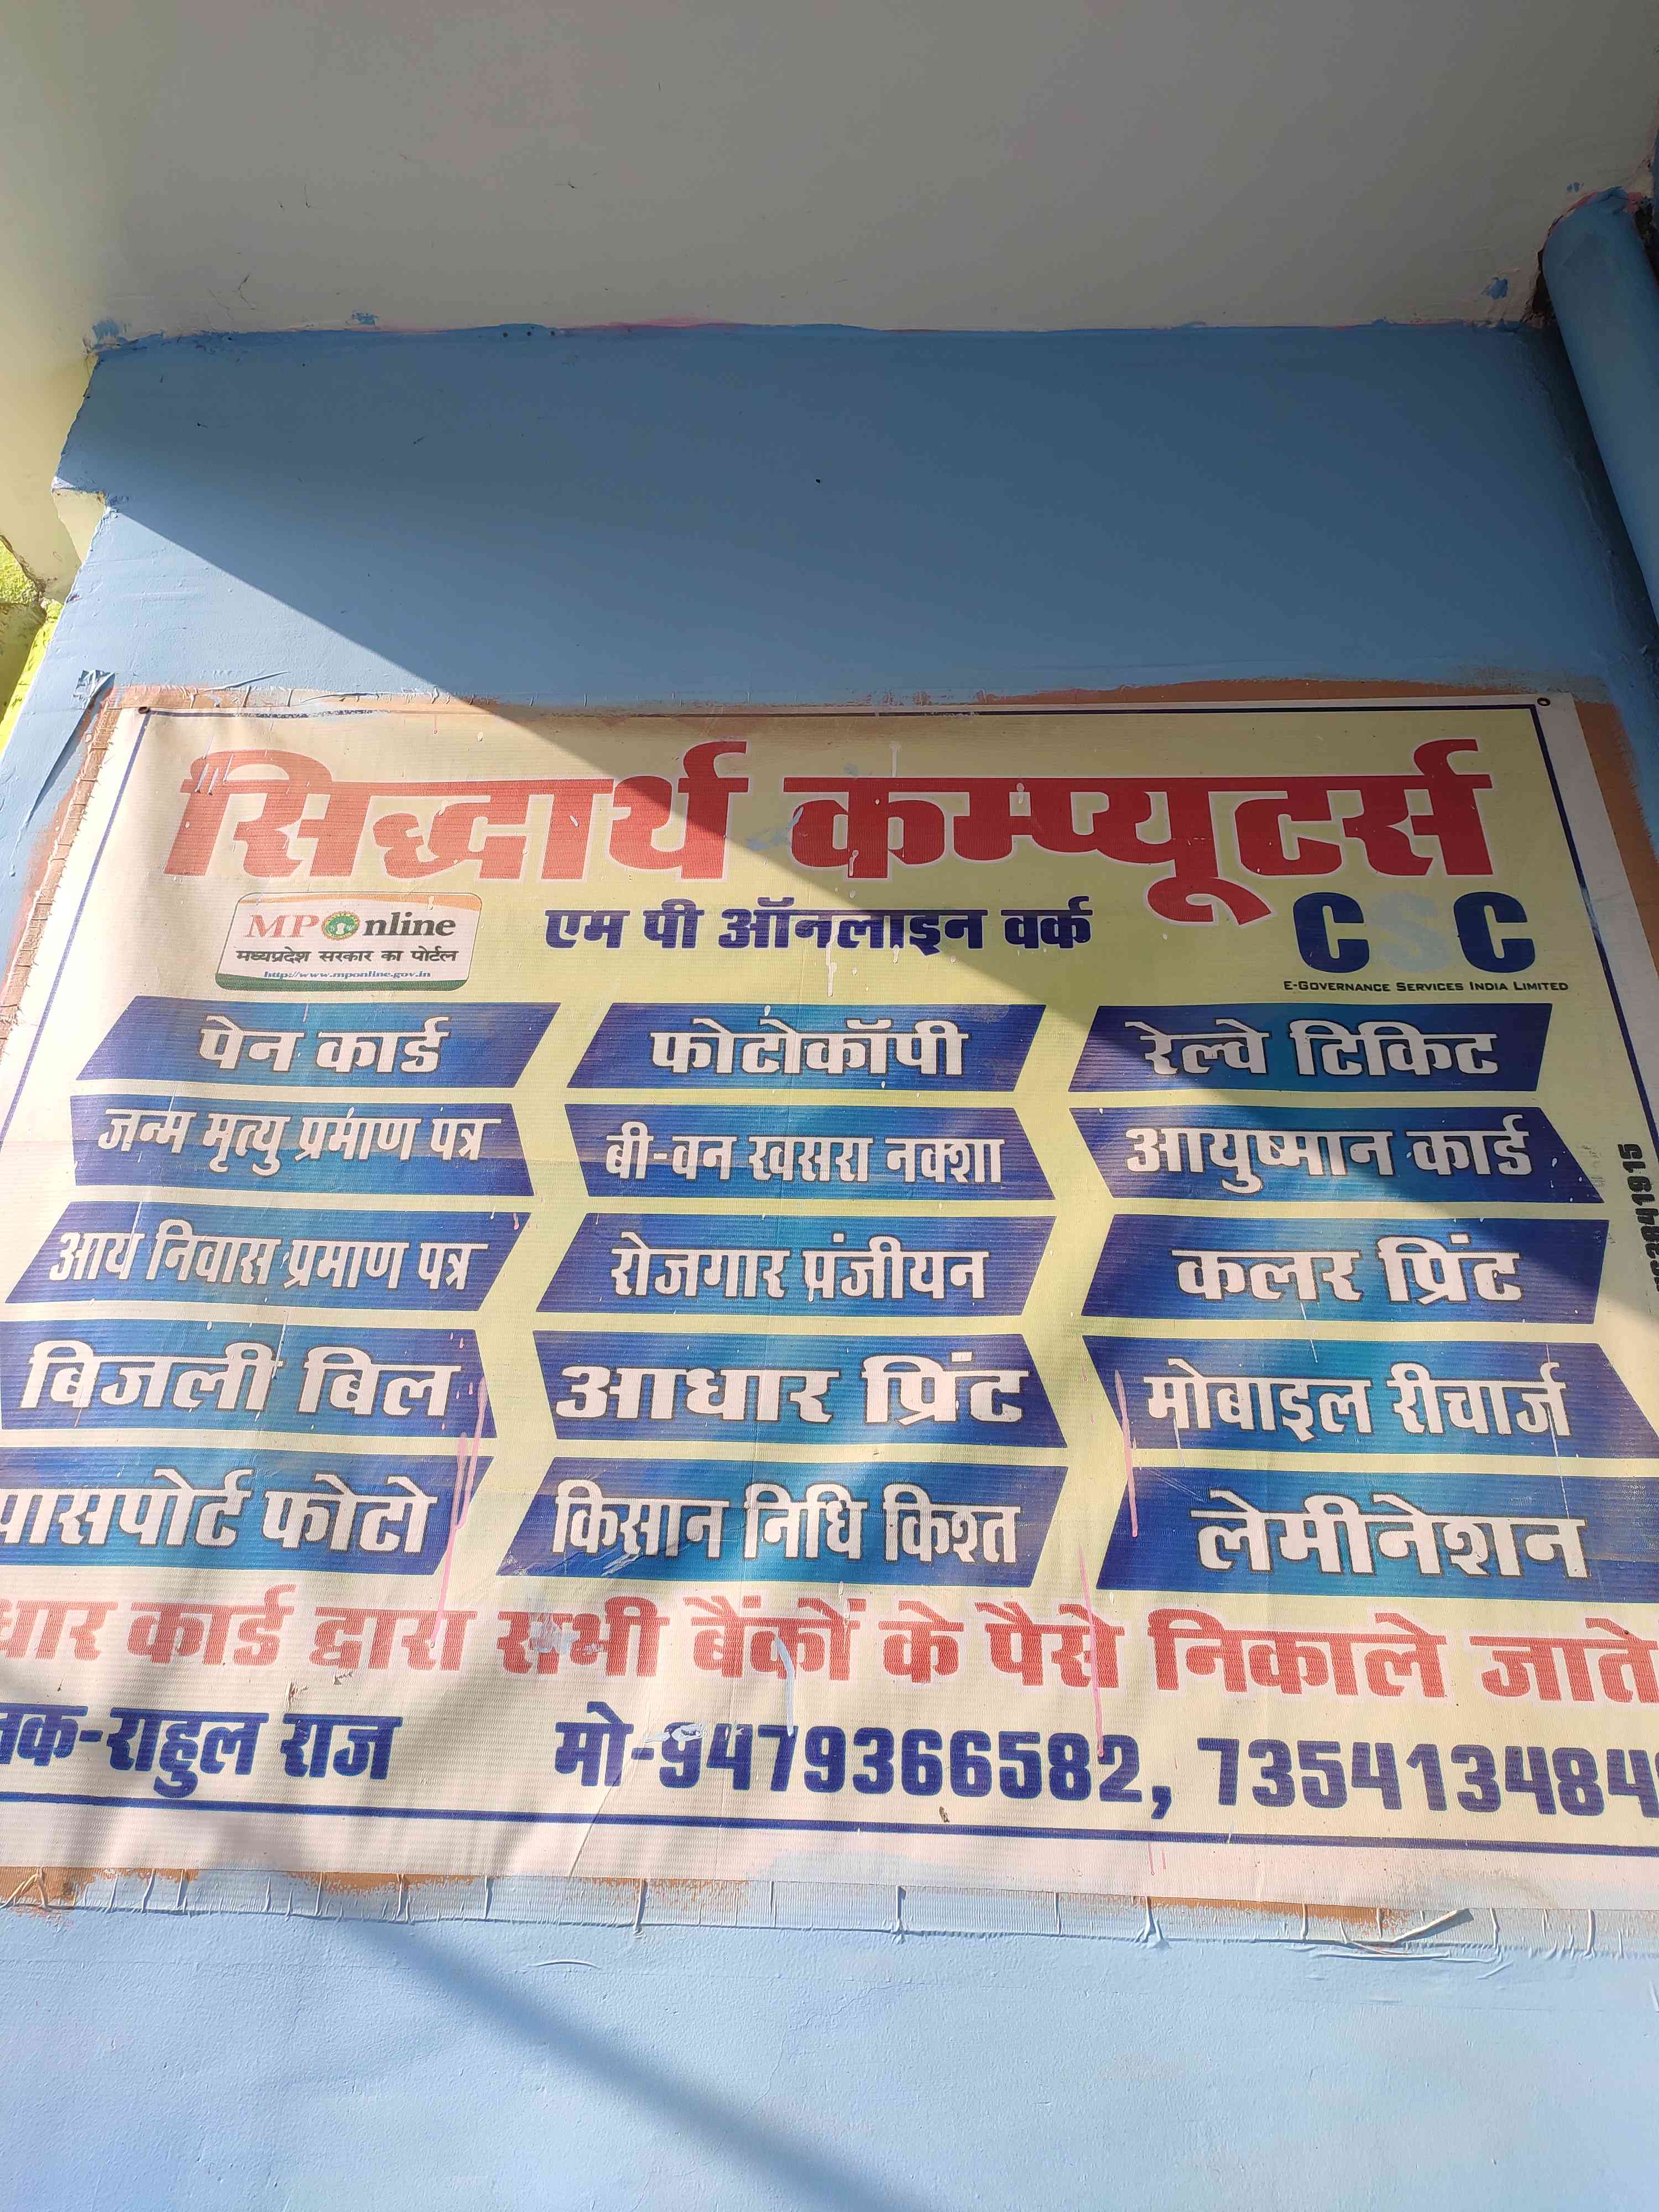 सिद्धार्थ कम्प्यूटर्स
MPOnline
मध्यप्रदेश सरकार का पोर्टल
http://www.mponline.gov.in
एम पी ऑनलाइन वर्क
CSC
E-GOVERNANCE SERVICES INDIA LIMITED
पेन कार्ड फोटोकॉपी रेल्वे टिकिट
जन्म मृत्यु प्रमाण पत्र बी-वन खसरा नक्शा आयुष्मान कार्ड
आय निवास प्रमाण पत्र रोजगार पंजीयन कलर प्रिंट
बिजली बिल आधार प्रिंट मोबाइल रीचार्ज
पासपोर्ट फोटो किसान निधि किश्त लेमीनेशन
धार कार्ड द्वारा सभी बैंकों के पैसे निकाले जाते
राहुल राज मो-9479366582, 735413484